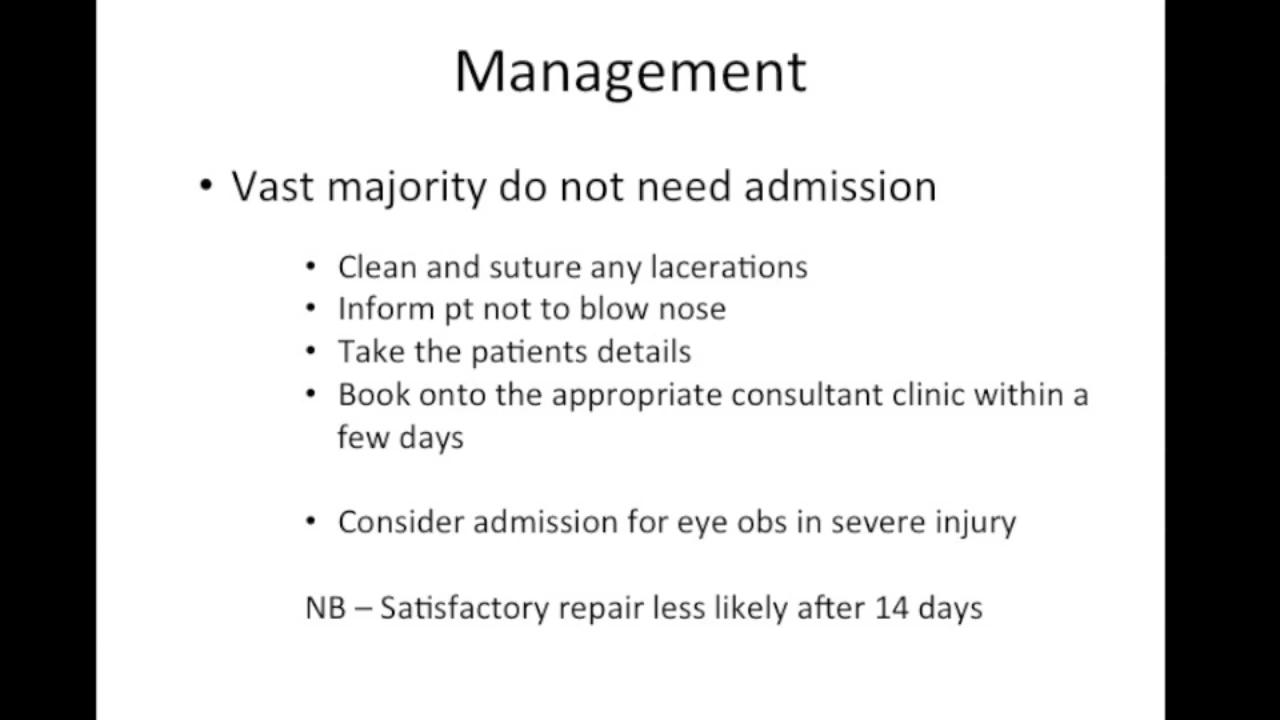 Management
• Vast majority do not need admission
• Clean and suture any lacerations
• Inform pt not to blow nose
• Take the patients details
• Book onto the appropriate consultant clinic within a
few days
• Consider admission for eye obs in severe injury
NB – Satisfactory repair less likely after 14 days